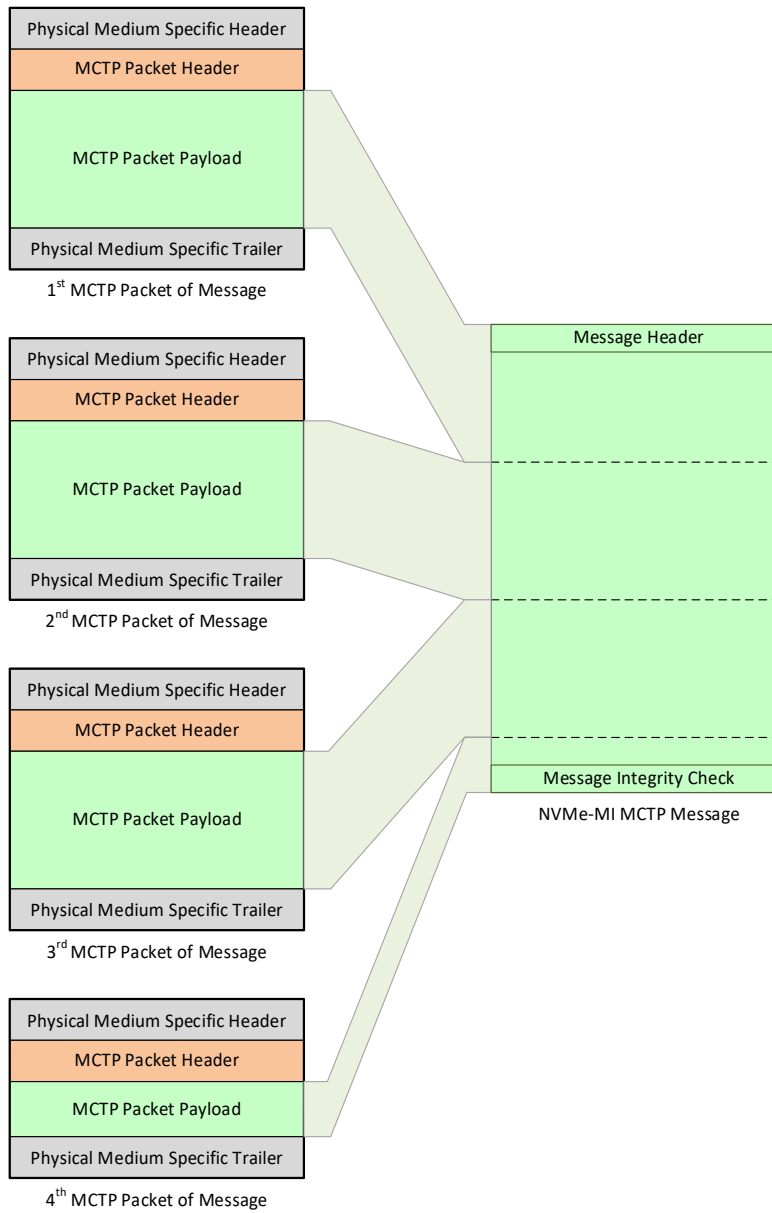 Physical Medium Specific Header
MCTP Packet Header
MCTP Packet Payload
Physical Medium Specific Trailer
1st MCTP Packet of Message
Physical Medium Specific Header
MCTP Packet Header
MCTP Packet Payload
Physical Medium Specific Trailer
2nd MCTP Packet of Message
Physical Medium Specific Header
MCTP Packet Header
MCTP Packet Payload
Physical Medium Specific Trailer
3rd MCTP Packet of Message
Physical Medium Specific Header
MCTP Packet Header
MCTP Packet Payload
Physical Medium Specific Trailer
4th MCTP Packet of Message
Message Header
Message Integrity Check
NVMe-MI MCTP Message